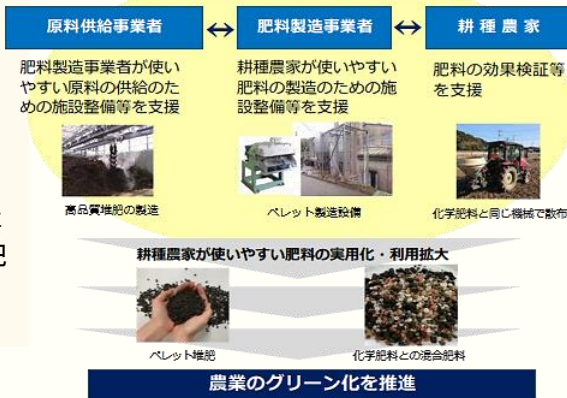 原料供給事業者
肥料製造事業者
耕種農家
肥料製造事業者が使い
やすい原料の供給のた
めの施設整備等を支援
耕種農家が使いやすい
肥料の製造のための施
設整備等を支援
肥料の効果検証等
を支援
高品質堆肥の製造
ペレット製造設備
化学肥料と同じ機械で散布
耕種農家が使いやすい肥料の実用化・利用拡大
ペレット堆肥
化学肥料との混合肥料
農業のグリーン化を推進